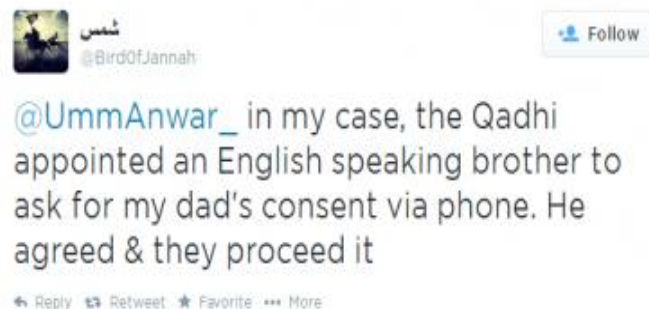 شمس
@BirdOfJannah
Follow
@UmmAnwar_ in my case, the Qadhi
appointed an English speaking brother to
ask for my dad's consent via phone. He
agreed & they proceed it
Reply Retweet Favorite ••• More